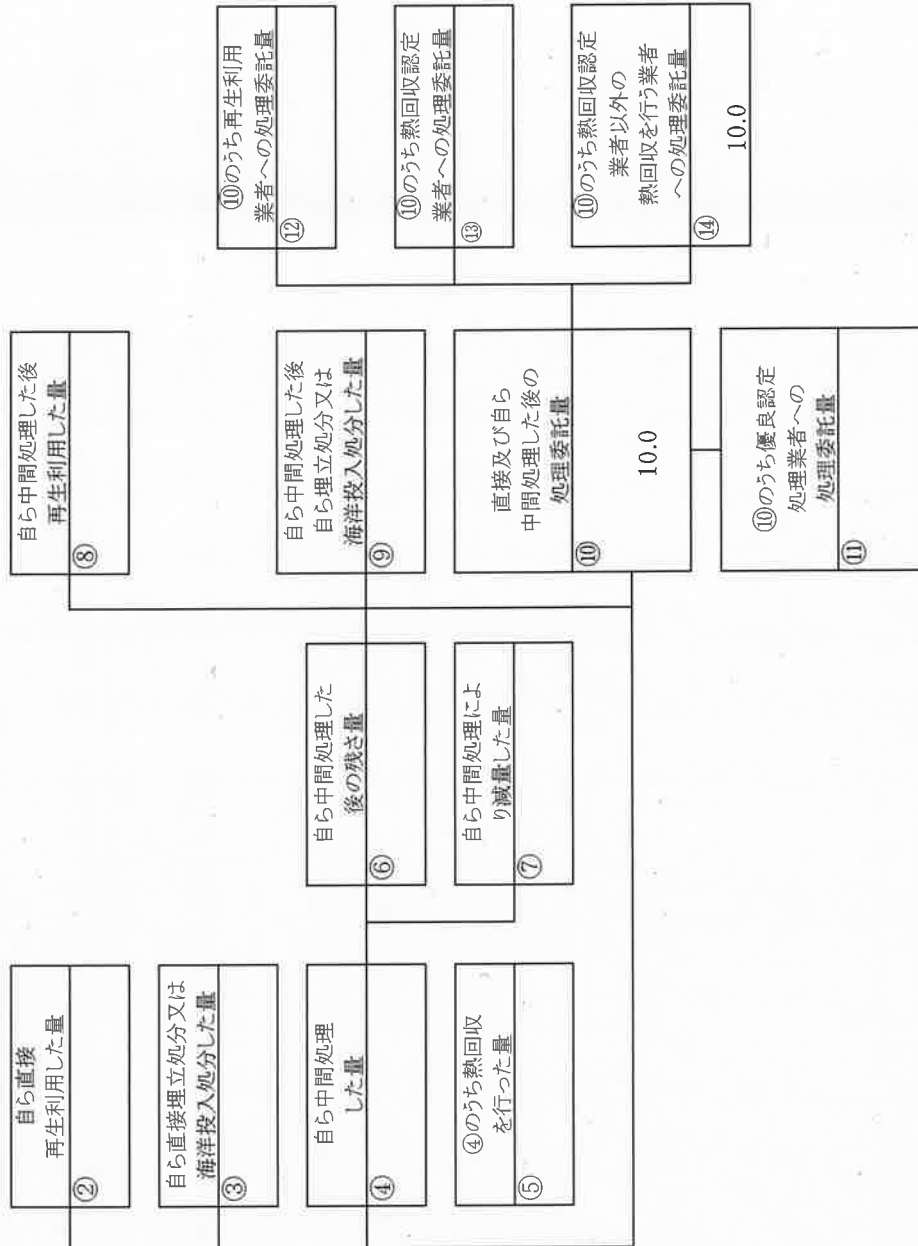 自ら直接
再生利用した量
②
自ら直接埋立処分又は
海洋投入処分した量
③
自ら中間処理
した量
④
④のうち熱回収
を行った量
⑤
自ら中間処理した
後の残さ量
⑥
自ら中間処理によ
り減量した量
⑦
自ら中間処理した後
再生利用した量
⑧
自ら中間処理した後
自ら埋立処分又は
海洋投入処分した量
⑨
直接及び自ら
中間処理した後の
処理委託量
⑩
10.0
⑩のうち優良認定
処理業者への
処理委託量
⑪
⑩のうち再生利用
業者への処理委託量
⑫
⑩のうち熱回収認定
業者への処理委託量
⑬
⑩のうち熱回収認定
業者以外の
熱回収を行う業者
への処理委託量
⑭
10.0